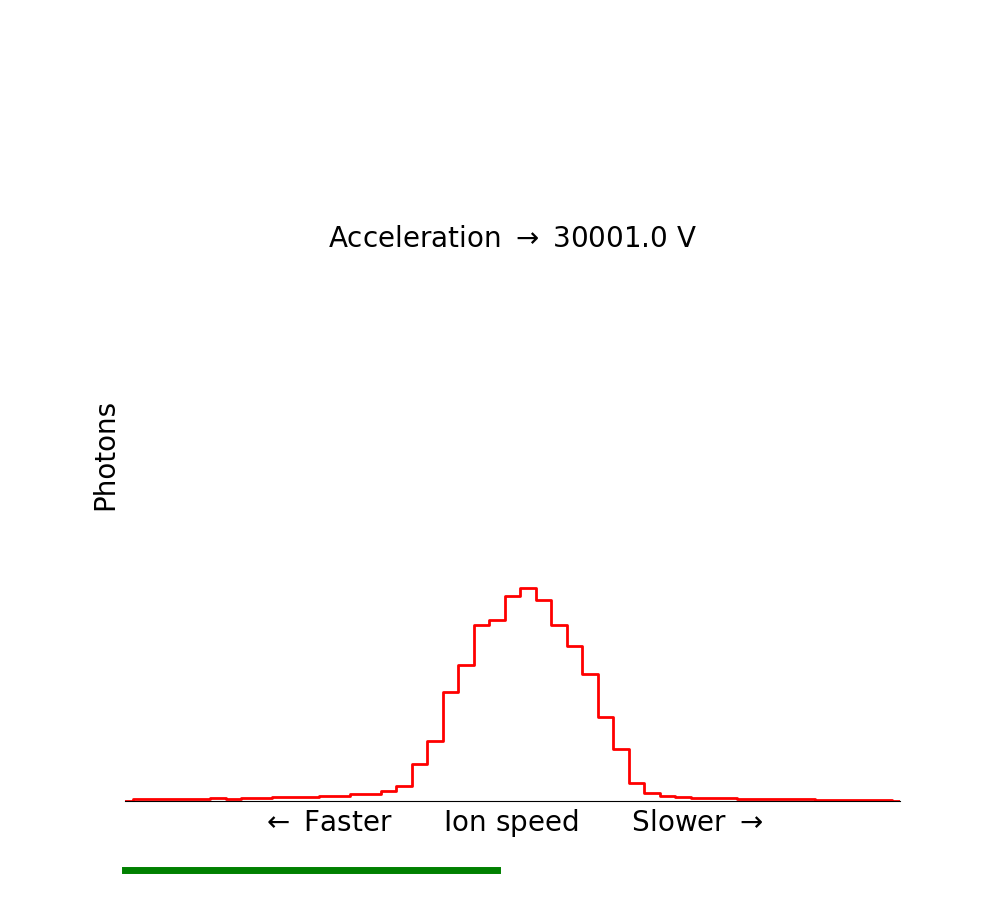 Acceleration → 30001.0 V
Photons
← Faster Ion speed Slower →